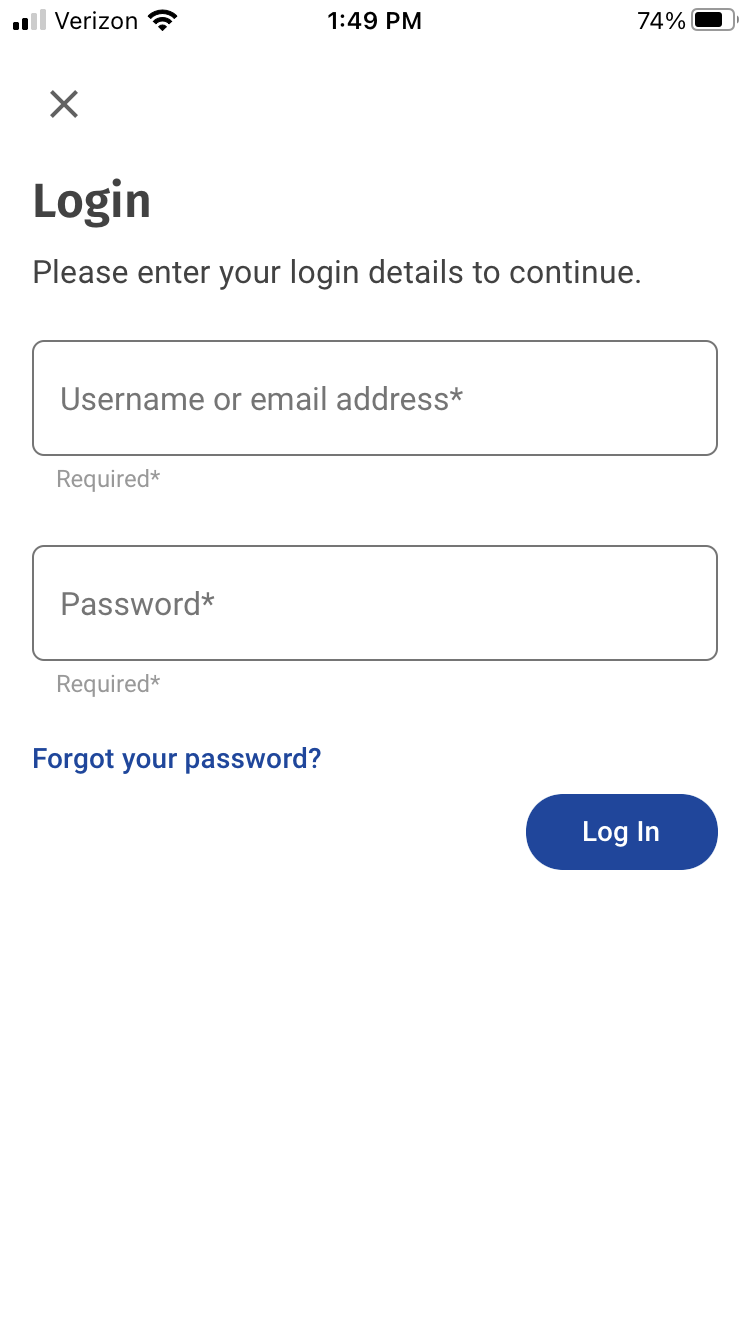 Verizon 1:49 PM 74%
Login
Please enter your login details to continue.
Username or email address*
Required*
Password*
Required*
Forgot your password?
Log In